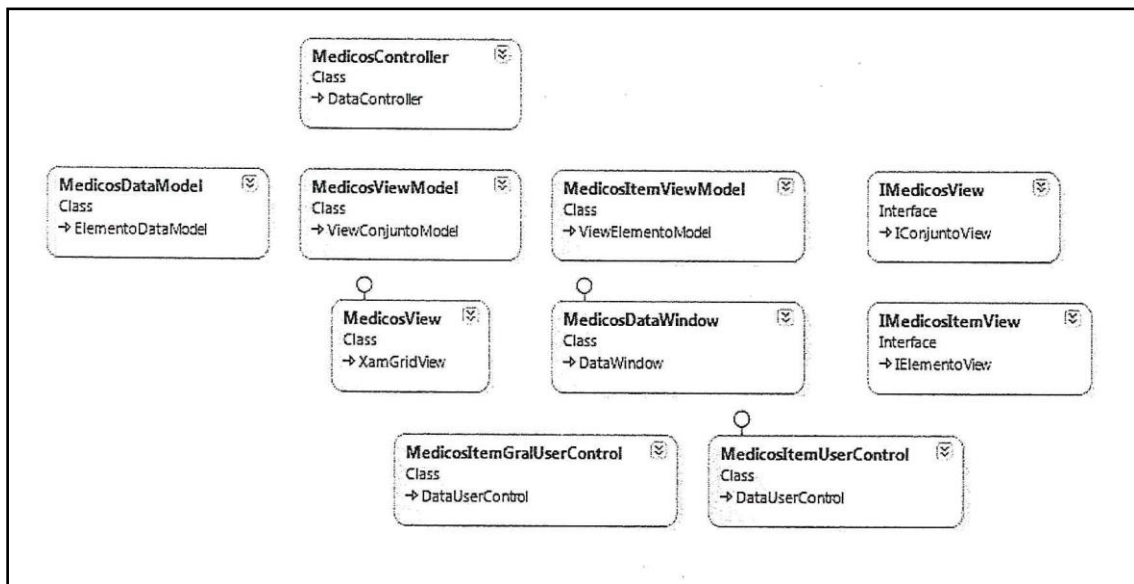 MedicosController
Class
→ DataController
MedicosDataModel
Class
→ ElementoDataModel
MedicosViewModel
Class
→ ViewConjuntoModel
MedicosItemViewModel
Class
→ ViewElementoModel
IMedicosView
Interface
→ IConjuntoView
MedicosView
Class
→ XamGridView
MedicosDataWindow
Class
→ DataWindow
IMedicosItemView
Interface
→ IElementoView
MedicosItemGralUserControl
Class
→ DataUserControl
MedicosItemUserControl
Class
→ DataUserControl